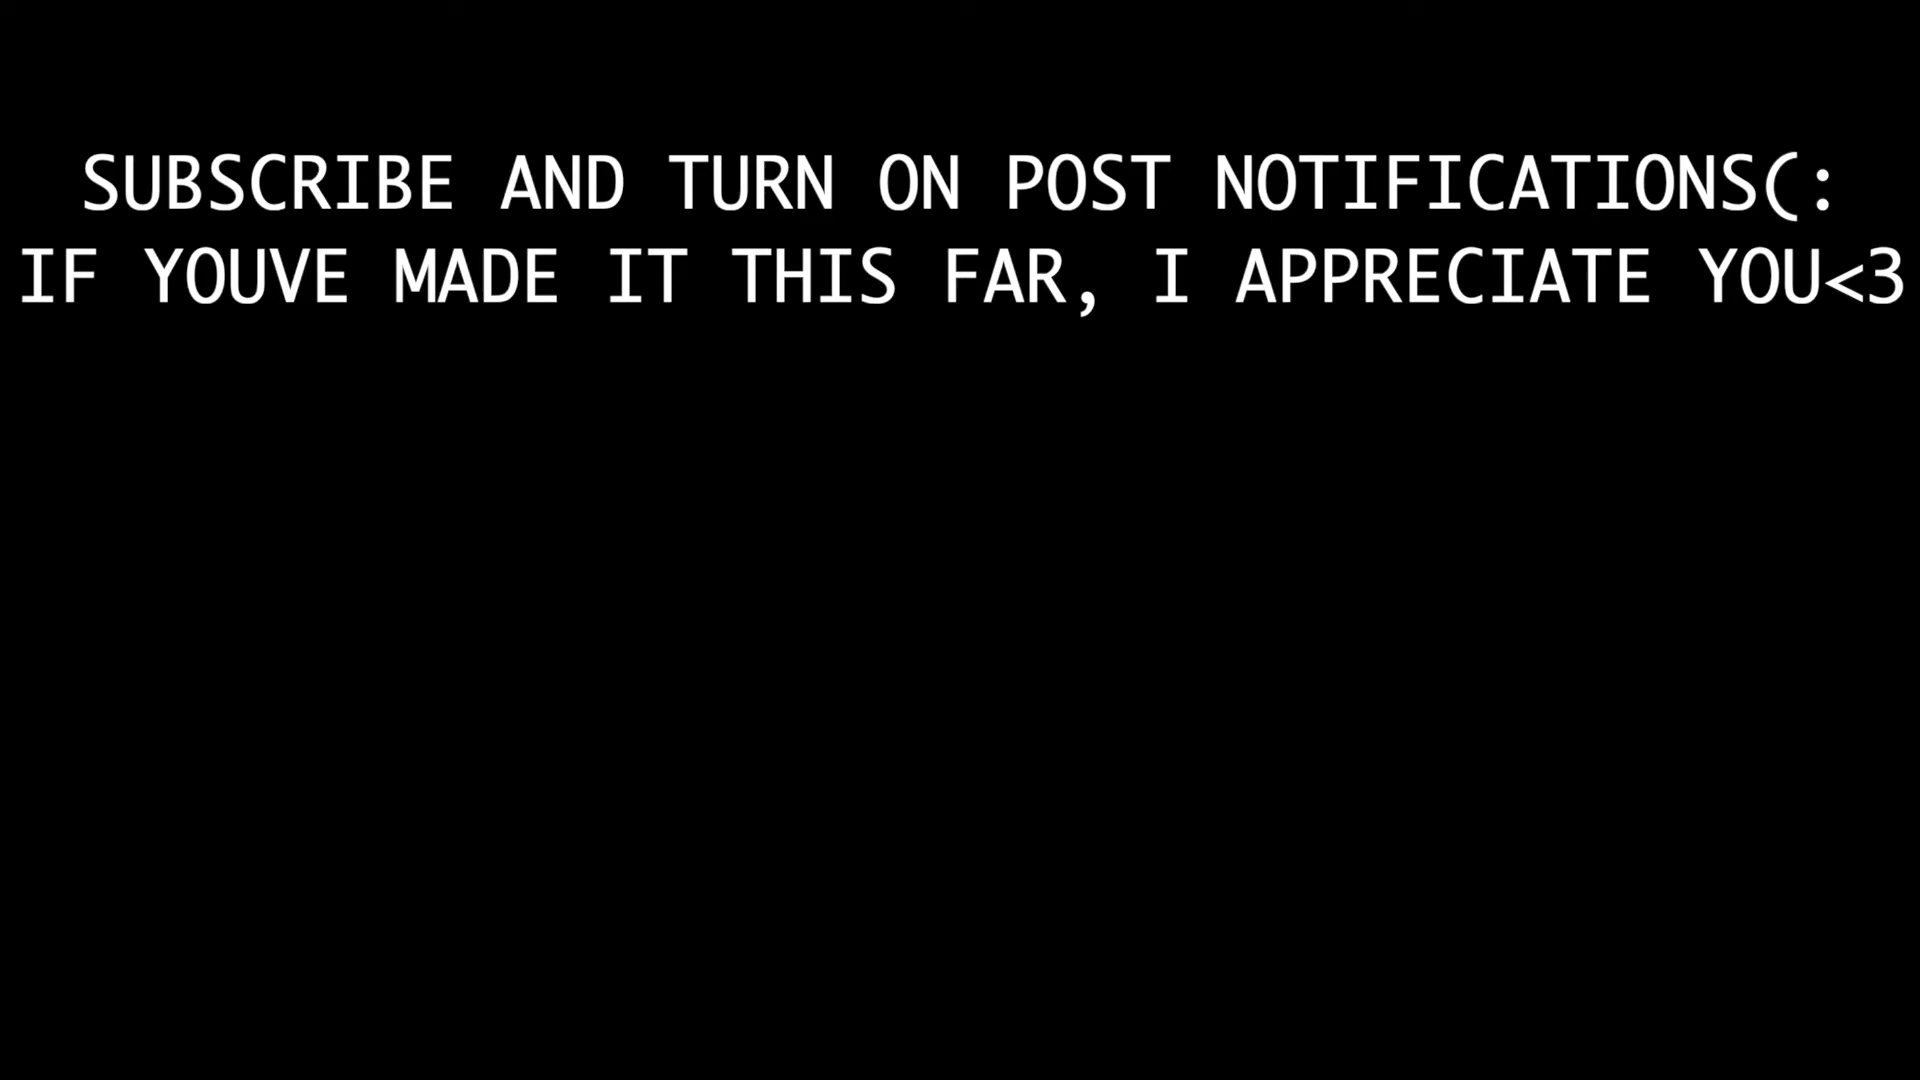 SUBSCRIBE AND TURN ON POST NOTIFICATIONS(:
IF YOUVE MADE IT THIS FAR, I APPRECIATE YOU<3